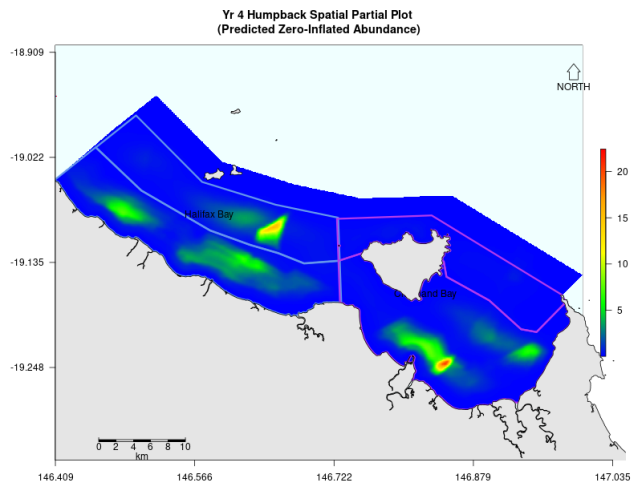 Yr 4 Humpback Spatial Partial Plot
(Predicted Zero-Inflated Abundance)
-18.909
NORTH
-19.022
20
Halifax Bay
15
-19.135
10
land Bay
5
-19.248
0 2 4 6 8 10
km
146.409 146.566 146.722 146.879 147.035